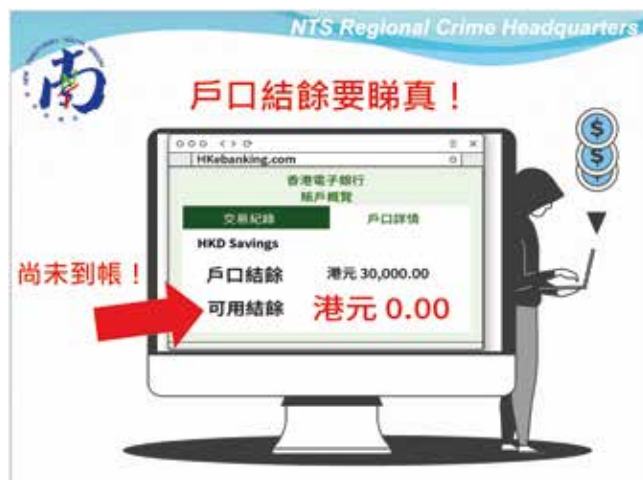 NTS Regional Crime Headquarters
南
戶口結餘要睇真！
HKebanking.com
香港電子銀行
賬戶概覽
交易紀錄 戶口詳情
HKD Savings
戶口結餘 港元 30,000.00
尚未到帳！
可用結餘 港元 0.00
$
$